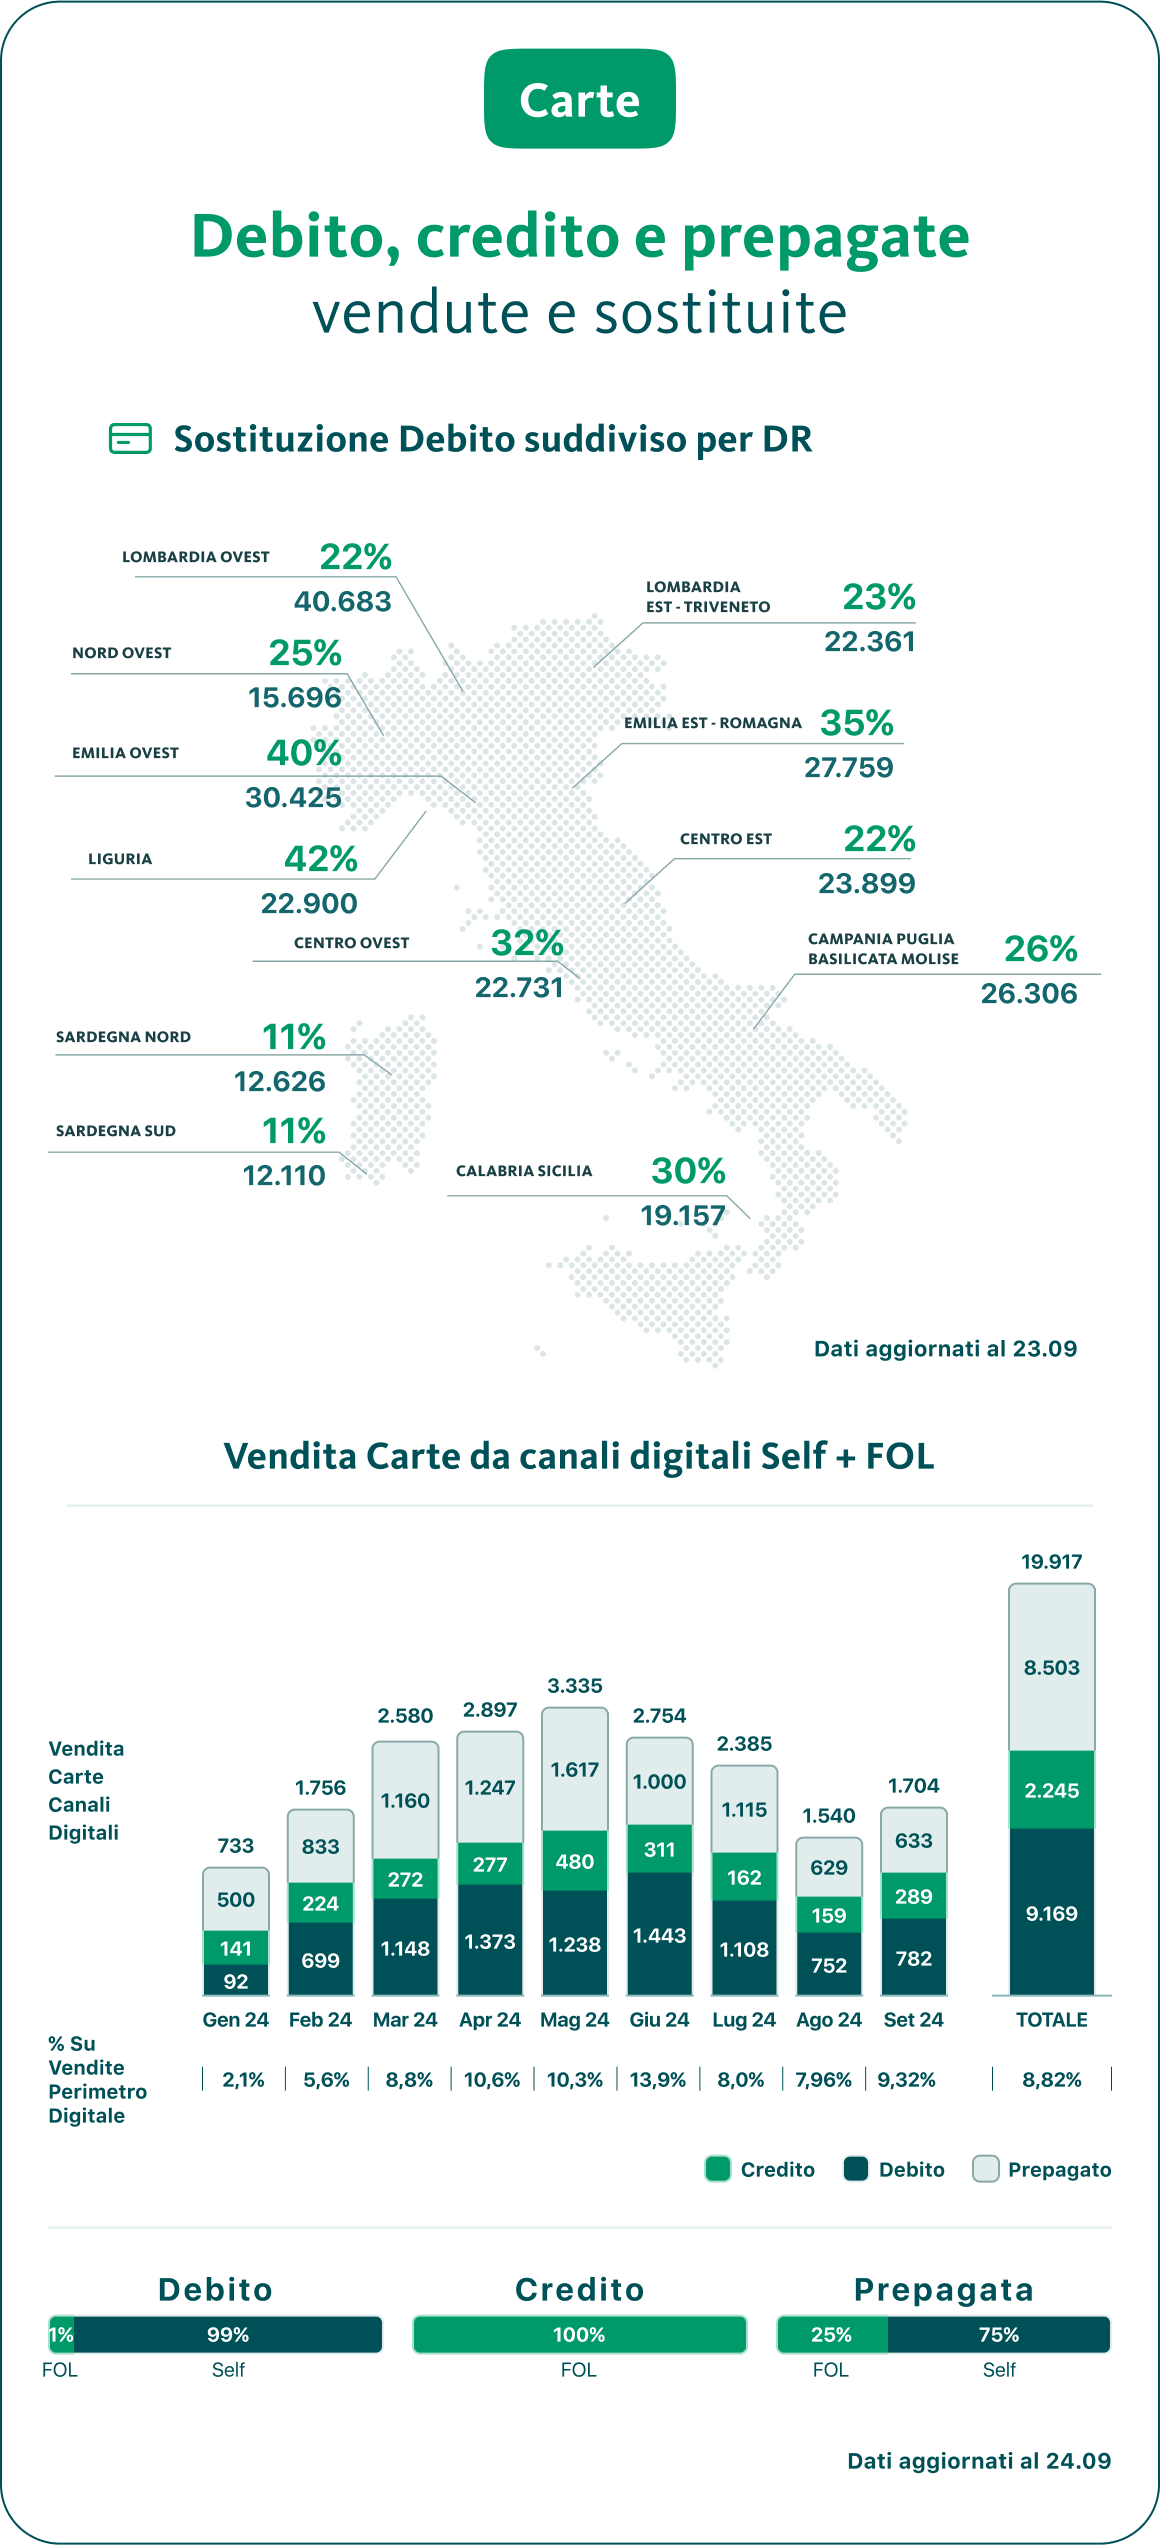 Carte
Debito, credito e prepagate
vendute e sostituite
Sostituzione Debito suddiviso per DR
LOMBARDIA OVEST 22%
40.683
LOMBARDIA
EST - TRIVENETO 23%
22.361
NORD OVEST 25%
15.696
EMILIA EST - ROMAGNA 35%
27.759
EMILIA OVEST 40%
30.425
CENTRO EST 22%
23.899
LIGURIA 42%
22.900
CENTRO OVEST 32%
22.731
CAMPANIA PUGLIA
BASILICATA MOLISE 26%
26.306
SARDEGNA NORD 11%
12.626
SARDEGNA SUD 11%
12.110
CALABRIA SICILIA 30%
19.157
Dati aggiornati al 23.09
Vendita Carte da canali digitali Self + FOL
Vendita
Carte
Canali
Digitali
733
500
141
92
Gen 24
1.756
833
224
699
Feb 24
2.580
1.160
272
1.148
Mar 24
2.897
1.247
277
1.373
Apr 24
3.335
1.617
480
1.238
Mag 24
2.754
1.000
311
1.443
Giu 24
2.385
1.115
162
1.108
Lug 24
1.540
629
159
752
Ago 24
1.704
633
289
782
Set 24
19.917
8.503
2.245
9.169
TOTALE
% Su
Vendite
Perimetro
Digitale
2,1% 5,6% 8,8% 10,6% 10,3% 13,9% 8,0% 7,96% 9,32% 8,82%
Credito Debito Prepagato
Debito
1% 99%
FOL Self
Credito
100%
FOL
Prepagata
25% 75%
FOL Self
Dati aggiornati al 24.09